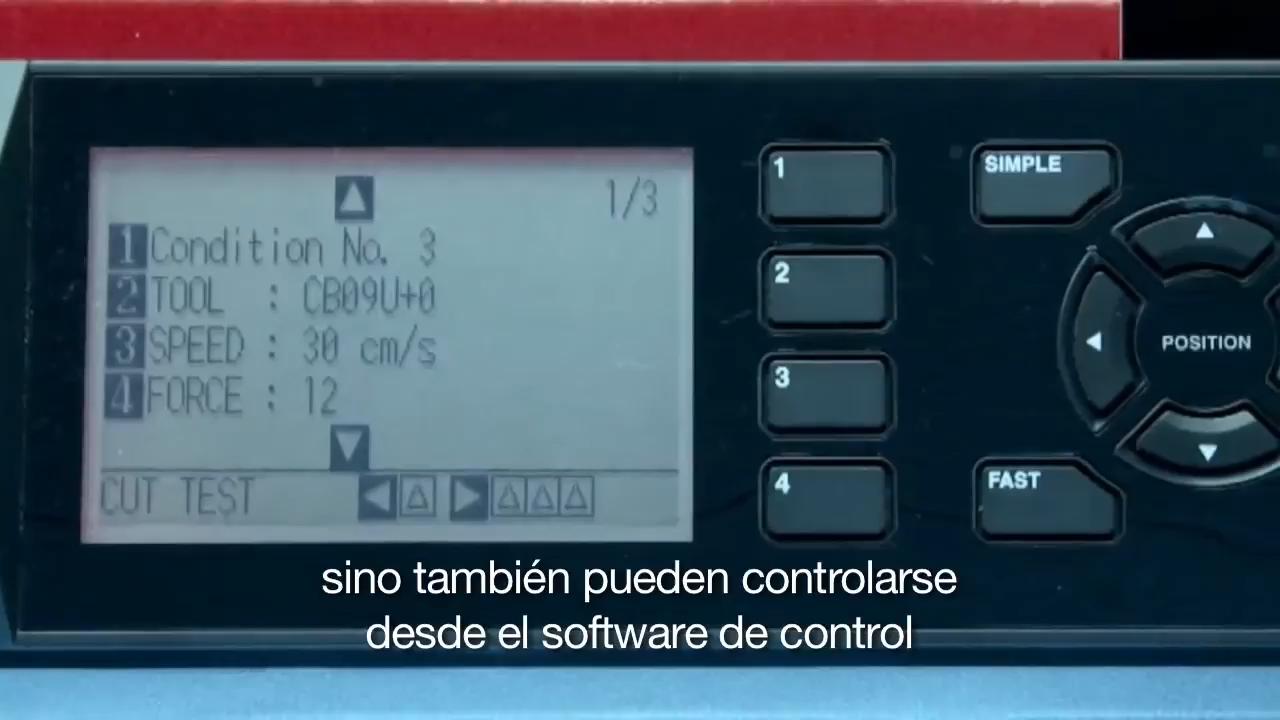 1/3
1 Condition No. 3
2 TOOL : CB09U+0
3 SPEED : 30 cm/s
4 FORCE : 12
CUT TEST
1
2
3
4
SIMPLE
POSITION
FAST
sino también pueden controlarse
desde el software de control